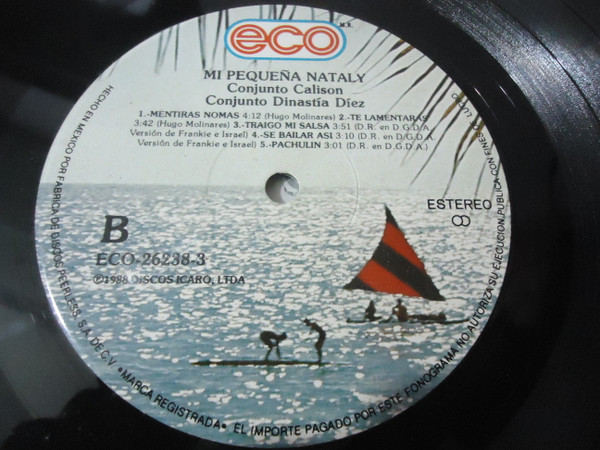 eco
M.R.
MI PEQUEÑA NATALY
Conjunto Calison
Conjunto Dinastía Díez
1.-MENTIRAS NOMAS 4:12 (Hugo Molinares) 2.-TE LAMENTARAS
3:42 (Hugo Molinares) 3.-TRAIGO MI SALSA 3:51 (D.R. en D.G.D.A.
Versión de Frankie e Israel) 4.-SE BAILAR ASI 3:10 (D.R. en D.G.D.A.
Versión de Frankie e Israel) 5.-PACHULIN 3:01 (D.R. en D.G.D.A.)
ESTEREO
B
ECO-26238-3
℗1988 DISCOS ICARO, LTDA
HECHO EN MEXICO POR FABRICA DE DISCOS PEERLESS, S.A. DE C.V. •MARCA REGISTRADA• EL IMPORTE PAGADO POR ESTE FONOGRAMA NO AUTORIZA SU EJECUCION PUBLICA CON FINES DE LUCRO